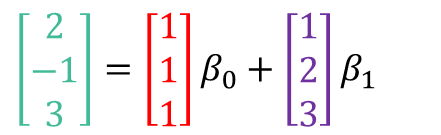 [2 -1 3] = [1 1 1] β₀ + [1 2 3] β₁